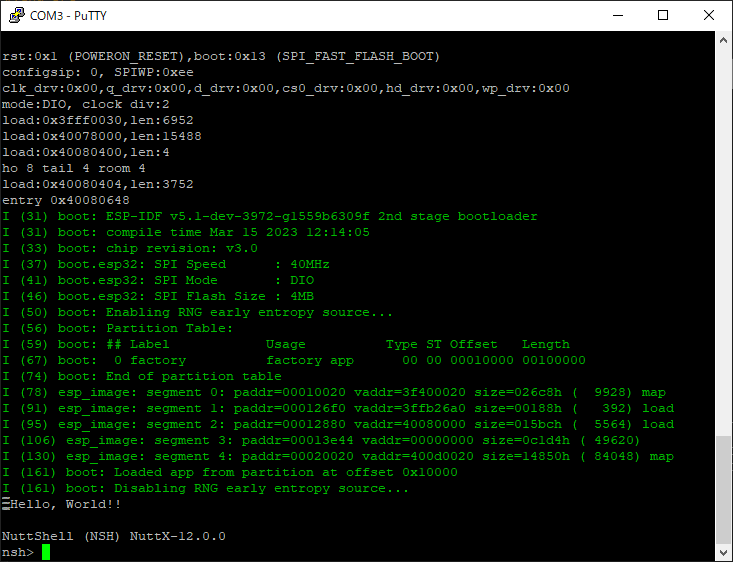 COM3 - PuTTY
rst:0x1 (POWERON_RESET),boot:0x13 (SPI_FAST_FLASH_BOOT)
configsip: 0, SPIWP:0xee
clk_drv:0x00,q_drv:0x00,d_drv:0x00,cs0_drv:0x00,hd_drv:0x00,wp_drv:0x00
mode:DIO, clock div:2
load:0x3fff0030,len:6952
load:0x40078000,len:15488
load:0x40080400,len:4
ho 8 tail 4 room 4
load:0x40080404,len:3752
entry 0x40080648
I (31) boot: ESP-IDF v5.1-dev-3972-g1559b6309f 2nd stage bootloader
I (31) boot: compile time Mar 15 2023 12:14:05
I (33) boot: chip revision: v3.0
I (37) boot.esp32: SPI Speed      : 40MHz
I (41) boot.esp32: SPI Mode       : DIO
I (46) boot.esp32: SPI Flash Size : 4MB
I (50) boot: Enabling RNG early entropy source...
I (56) boot: Partition Table:
I (59) boot: ## Label            Usage          Type ST Offset   Length
I (67) boot:  0 factory          factory app      00 00 00010000 00100000
I (74) boot: End of partition table
I (78) esp_image: segment 0: paddr=00010020 vaddr=3f400020 size=026c8h (  9928) map
I (91) esp_image: segment 1: paddr=000126f0 vaddr=3ffb26a0 size=00188h (   392) load
I (95) esp_image: segment 2: paddr=00012880 vaddr=40080000 size=015bch (  5564) load
I (106) esp_image: segment 3: paddr=00013e44 vaddr=00000000 size=0c1d4h ( 49620)
I (130) esp_image: segment 4: paddr=00020020 vaddr=400d0020 size=14850h ( 84048) map
I (161) boot: Loaded app from partition at offset 0x10000
I (161) boot: Disabling RNG early entropy source...
Hello, World!!
NuttShell (NSH) NuttX-12.0.0
nsh>